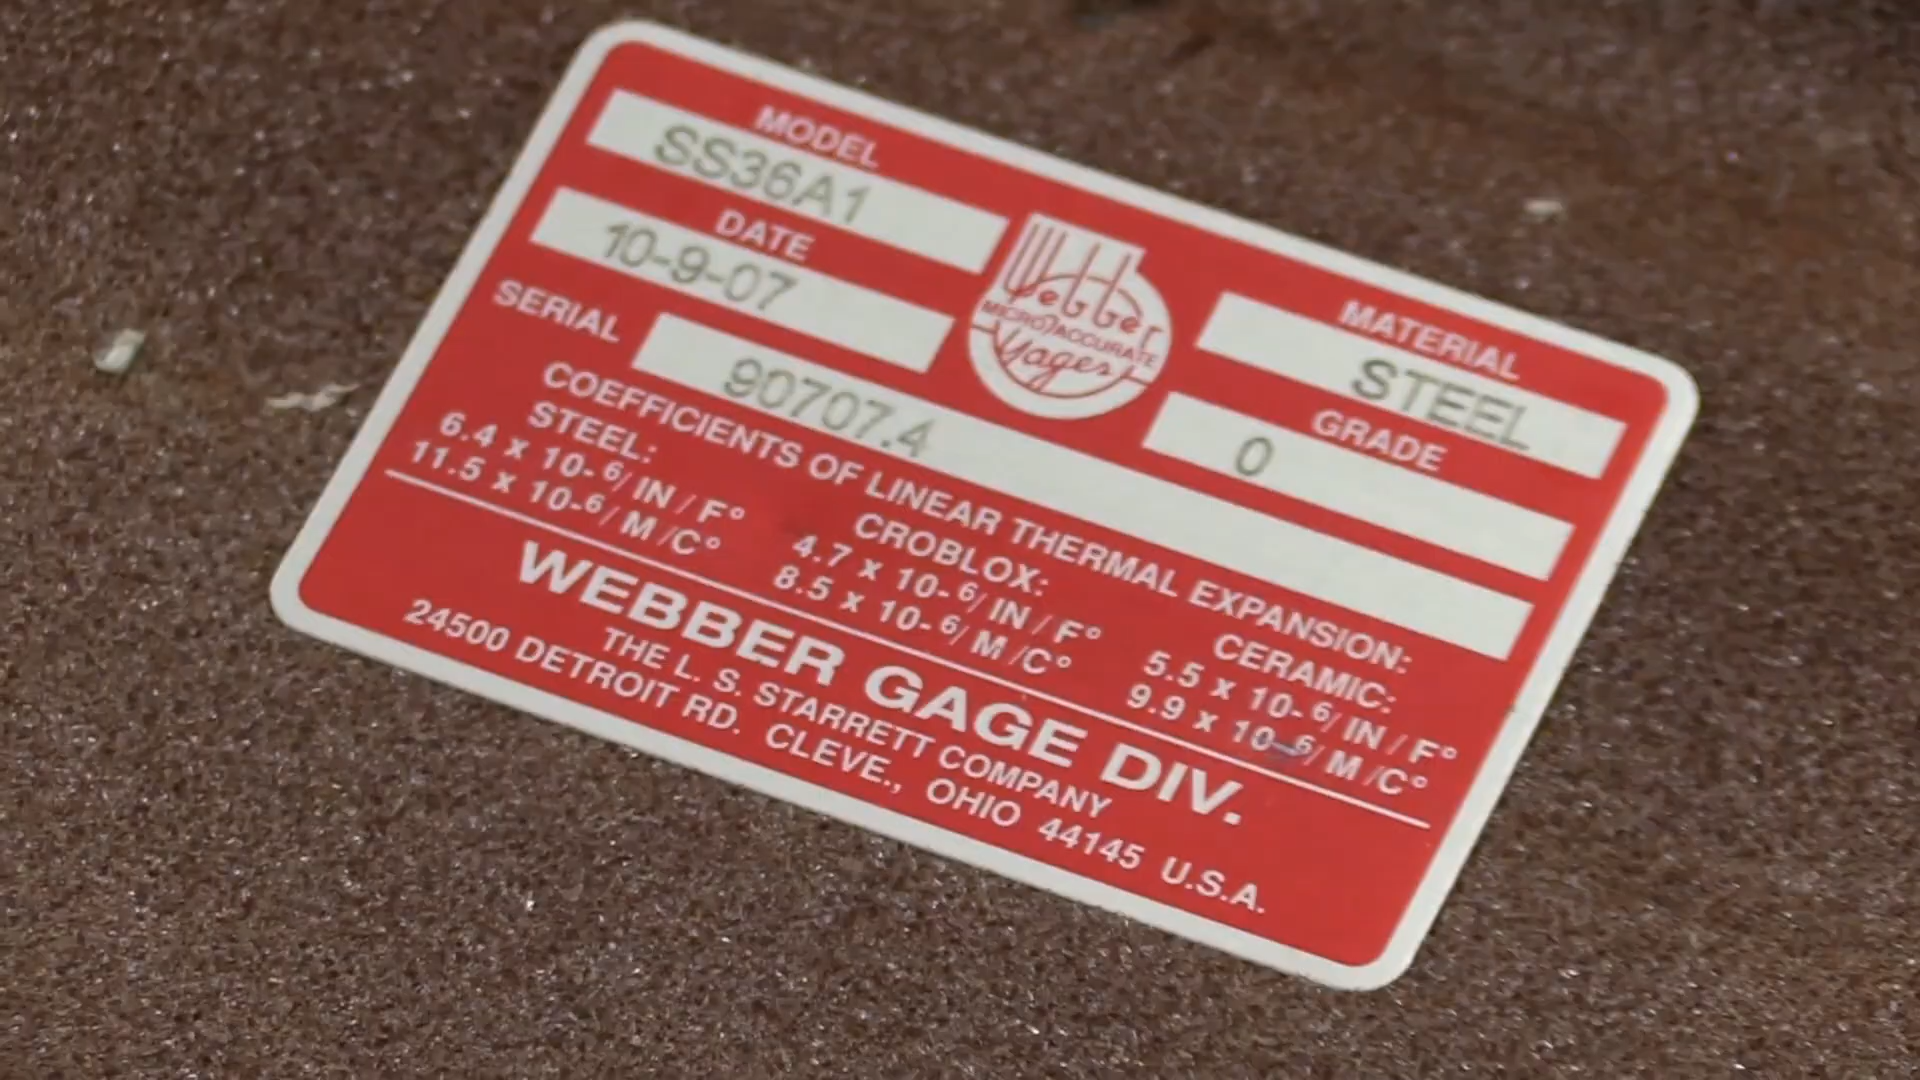 MODEL
SS36A1
DATE
10-9-07
SERIAL
90707.4
Webber
MICRO ACCURATE
Gages
MATERIAL
STEEL
GRADE
0
COEFFICIENTS OF LINEAR THERMAL EXPANSION:
STEEL:
6.4 x 10-6/ IN / F°
11.5 x 10-6/ M /C°
CROBLOX:
4.7 x 10-6/ IN / F°
8.5 x 10-6/ M /C°
CERAMIC:
5.5 x 10-6/ IN / F°
9.9 x 10-6/ M /C°
WEBBER GAGE DIV.
THE L. S. STARRETT COMPANY
24500 DETROIT RD. CLEVE., OHIO 44145 U.S.A.